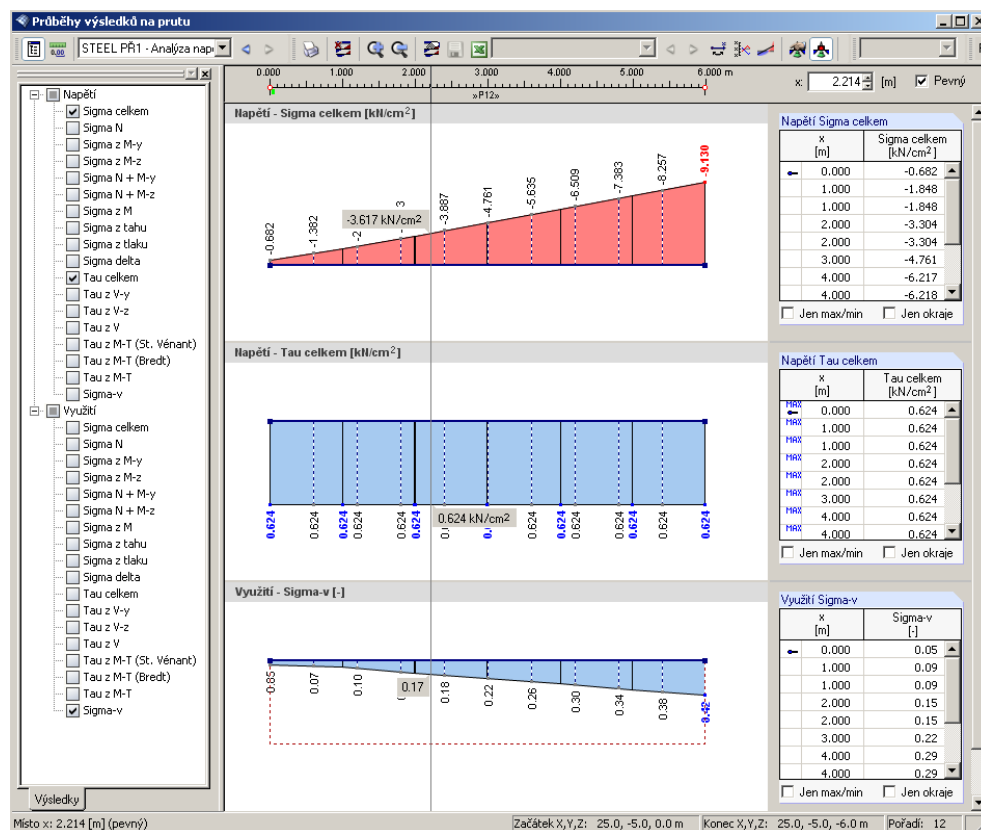 Průběhy výsledků na prutu
STEEL PŘ1 - Analýza nap
Napětí
Sigma celkem
Sigma N
Sigma z M-y
Sigma z M-z
Sigma N + M-y
Sigma N + M-z
Sigma z M
Sigma z tahu
Sigma z tlaku
Sigma delta
Tau celkem
Tau z V-y
Tau z V-z
Tau z V
Tau z M-T (St. Vénant)
Tau z M-T (Bredt)
Tau z M-T
Sigma-v
Využití
Sigma celkem
Sigma N
Sigma z M-y
Sigma z M-z
Sigma N + M-y
Sigma N + M-z
Sigma z M
Sigma z tahu
Sigma z tlaku
Sigma delta
Tau celkem
Tau z V-y
Tau z V-z
Tau z V
Tau z M-T (St. Vénant)
Tau z M-T (Bredt)
Tau z M-T
Sigma-v
Výsledky
0.000 1.000 2.000 3.000 4.000 5.000 6.000 m
»P12»
x: 2.214 [m] Pevný
Napětí - Sigma celkem [kN/cm²]
-0.682 -1.382 -2 3 -3.887 -4.761 -5.635 -6.509 -7.383 -8.257 -9.130
-3.617 kN/cm²
Napětí Sigma celkem
x Sigma celkem
[m] [kN/cm²]
0.000 -0.682
1.000 -1.848
1.000 -1.848
2.000 -3.304
2.000 -3.304
3.000 -4.761
4.000 -6.217
4.000 -6.218
Jen max/min Jen okraje
Napětí - Tau celkem [kN/cm²]
0.624 kN/cm²
0.624 0.624 0.624 0.624 0.624 0.624 0.624 0.624 0.624 0.624 0.624 0.624 0.624
Napětí Tau celkem
x Tau celkem
[m] [kN/cm²]
MAX 0.000 0.624
MAX 1.000 0.624
MAX 1.000 0.624
MAX 2.000 0.624
MAX 2.000 0.624
MAX 3.000 0.624
MAX 4.000 0.624
MAX 4.000 0.624
Jen max/min Jen okraje
Využití - Sigma-v [-]
0.17
0.07 0.10 0.18 0.22 0.26 0.30 0.34 0.38 0.42
Využití Sigma-v
x Sigma-v
[m] [-]
0.000 0.05
1.000 0.09
1.000 0.09
2.000 0.15
2.000 0.15
3.000 0.22
4.000 0.29
4.000 0.29
Jen max/min Jen okraje
Místo x: 2.214 [m] (pevný)
Začátek X,Y,Z: 25.0, -5.0, 0.0 m
Konec X,Y,Z: 25.0, -5.0, -6.0 m
Pořadí: 12